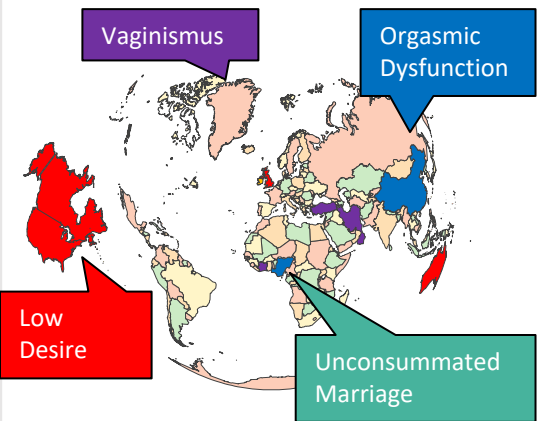 Vaginismus
Orgasmic
Dysfunction
Low
Desire
Unconsummated
Marriage